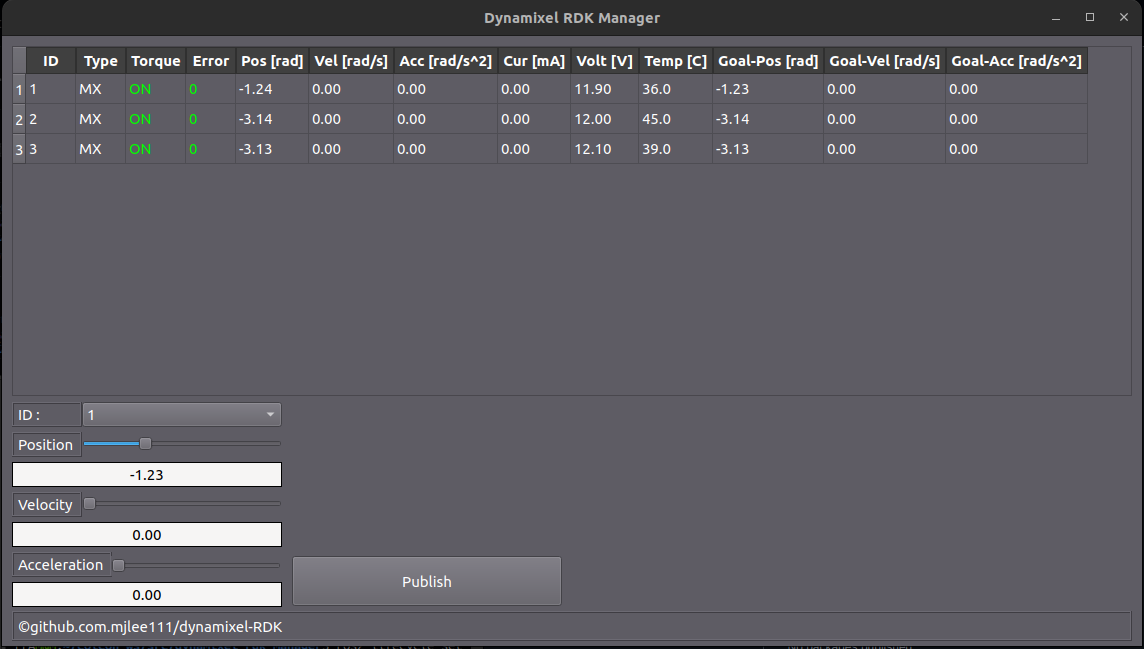 Dynamixel RDK Manager
ID Type Torque Error Pos [rad] Vel [rad/s] Acc [rad/s^2] Cur [mA] Volt [V] Temp [C] Goal-Pos [rad] Goal-Vel [rad/s] Goal-Acc [rad/s^2]
1 1 MX ON 0 -1.24 0.00 0.00 0.00 11.90 36.0 -1.23 0.00 0.00
2 2 MX ON 0 -3.14 0.00 0.00 0.00 12.00 45.0 -3.14 0.00 0.00
3 3 MX ON 0 -3.13 0.00 0.00 0.00 12.10 39.0 -3.13 0.00 0.00
ID : 1
Position
-1.23
Velocity
0.00
Acceleration
0.00
Publish
©github.com.mjlee111/dynamixel-RDK